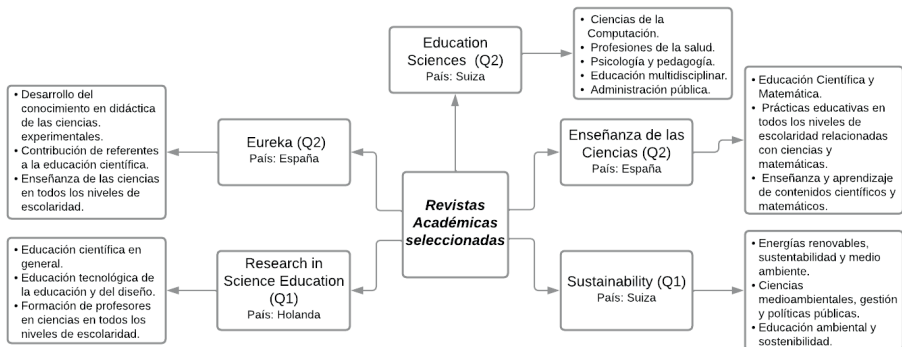 Education
Sciences (Q2)
País: Suiza
• Ciencias de la
Computación.
• Profesiones de la salud.
• Psicología y pedagogía.
• Educación multidisciplinar.
• Administración pública.
• Desarrollo del
conocimiento en didáctica
de las ciencias.
experimentales.
• Contribución de referentes
a la educación científica.
• Enseñanza de las ciencias
en todos los niveles de
escolaridad.
Eureka (Q2)
País: España
Enseñanza de las
Ciencias (Q2)
País: España
• Educación Científica y
Matemática.
• Prácticas educativas en
todos los niveles de
escolaridad relacionadas
con ciencias y
matemáticas.
• Enseñanza y aprendizaje
de contenidos científicos y
matemáticos.
Revistas
Académicas
seleccionadas
• Educación científica en
general.
• Educación tecnológica de
la educación y del diseño.
• Formación de profesores
en ciencias en todos los
niveles de escolaridad.
Research in
Science Education
(Q1)
País: Holanda
Sustainability (Q1)
País: Suiza
• Energías renovables,
sustentabilidad y medio
ambiente.
• Ciencias
medioambientales, gestión
y políticas públicas.
• Educación ambiental y
sostenibilidad.